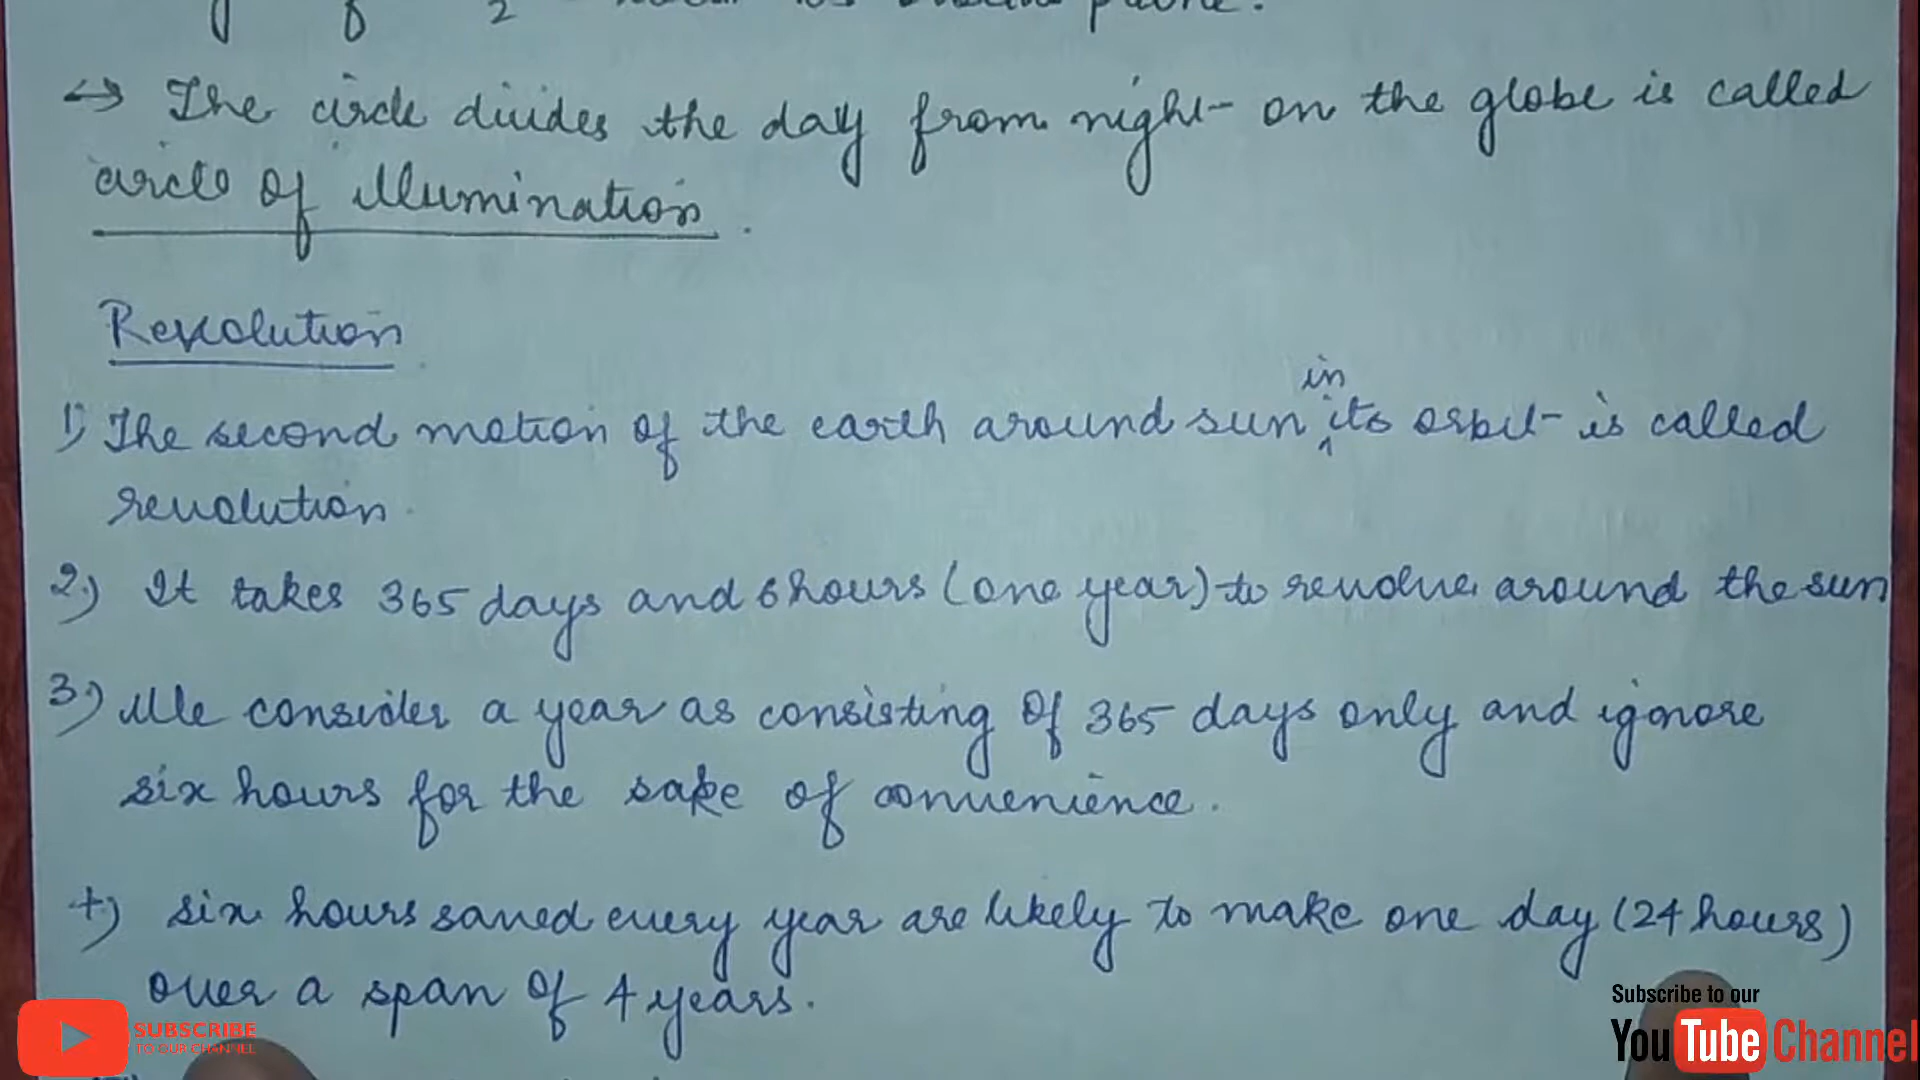 its orbital plane.
↔ The circle divides the day from night on the globe is called
circle of illumination.
Revolution
1) The second motion of the earth around sun in its orbit is called
revolution.
2.) It takes 365 days and 6 hours (one year) to revolve around the sun
3.) We consider a year as consisting of 365 days only and ignore
six hours for the sake of convenience.
4) six hours saved every year are likely to make one day (24 hours)
over a span of 4 years.
SUBSCRIBE
TO OUR CHANNEL
Subscribe to our
YouTube Channel